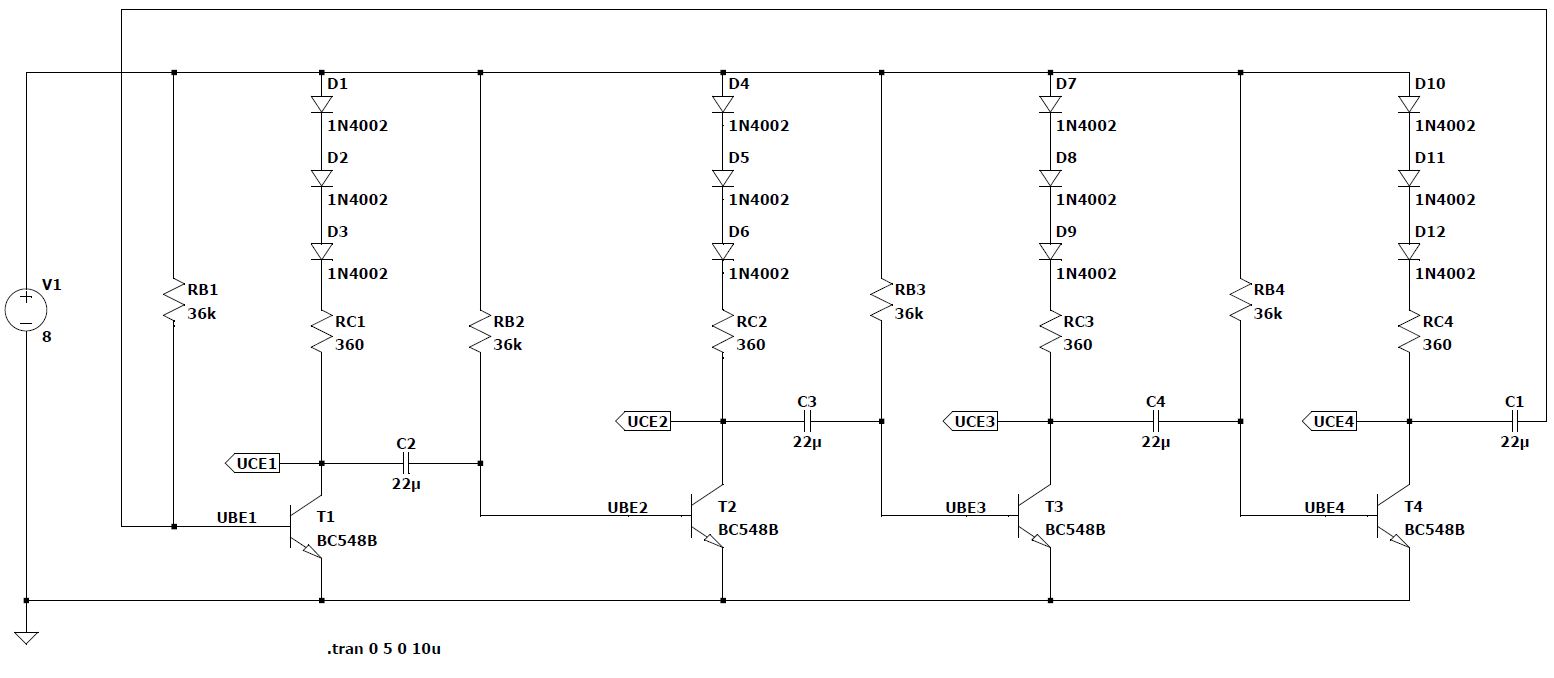 D1
1N4002
D2
1N4002
D3
1N4002
D4
1N4002
D5
1N4002
D6
1N4002
D7
1N4002
D8
1N4002
D9
1N4002
D10
1N4002
D11
1N4002
D12
1N4002
V1
8
RB1
36k
RC1
360
RB2
36k
RC2
360
RB3
36k
RC3
360
RB4
36k
RC4
360
UCE1
C2
22µ
UCE2
C3
22µ
UCE3
C4
22µ
UCE4
C1
22µ
UBE1
T1
BC548B
UBE2
T2
BC548B
UBE3
T3
BC548B
UBE4
T4
BC548B
.tran 0 5 0 10u